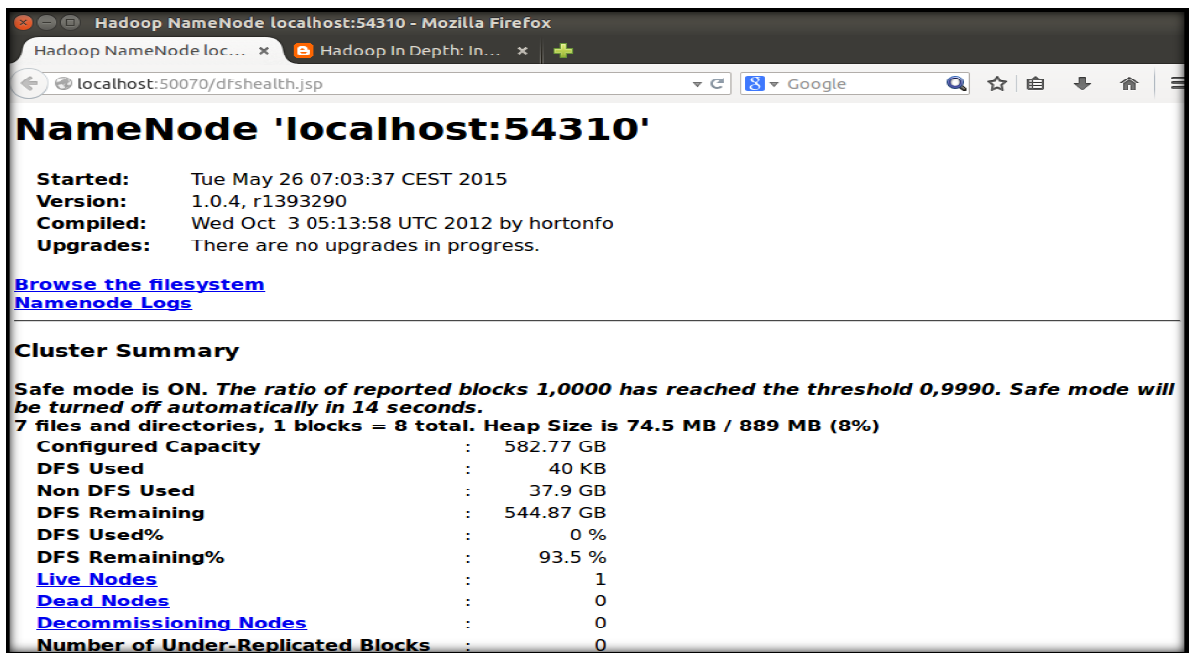 Hadoop NameNode localhost:54310 - Mozilla Firefox
Hadoop NameNode loc... × Hadoop In Depth: In... ×
localhost:50070/dfshealth.jsp Google
NameNode 'localhost:54310'
Started: Tue May 26 07:03:37 CEST 2015
Version: 1.0.4, r1393290
Compiled: Wed Oct 3 05:13:58 UTC 2012 by hortonfo
Upgrades: There are no upgrades in progress.
Browse the filesystem
Namenode Logs
Cluster Summary
Safe mode is ON. The ratio of reported blocks 1,0000 has reached the threshold 0,9990. Safe mode will
be turned off automatically in 14 seconds.
7 files and directories, 1 blocks = 8 total. Heap Size is 74.5 MB / 889 MB (8%)
Configured Capacity : 582.77 GB
DFS Used : 40 KB
Non DFS Used : 37.9 GB
DFS Remaining : 544.87 GB
DFS Used% : 0 %
DFS Remaining% : 93.5 %
Live Nodes : 1
Dead Nodes : 0
Decommissioning Nodes : 0
Number of Under-Replicated Blocks : 0